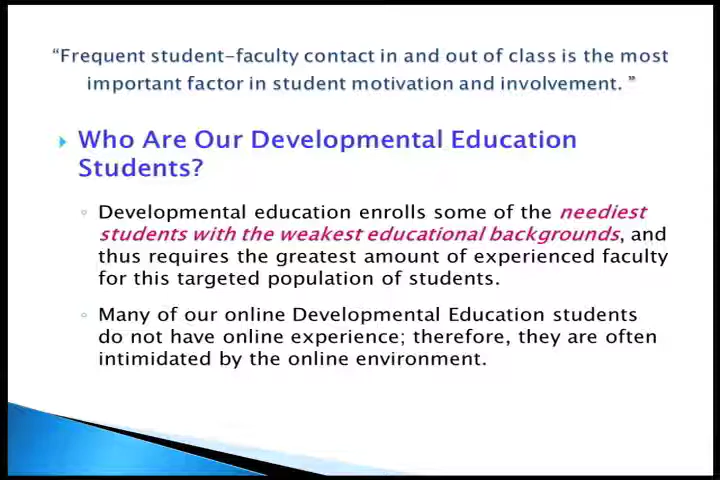 “Frequent student-faculty contact in and out of class is the most
important factor in student motivation and involvement. ”
Who Are Our Developmental Education
Students?
Developmental education enrolls some of the neediest
students with the weakest educational backgrounds, and
thus requires the greatest amount of experienced faculty
for this targeted population of students.
Many of our online Developmental Education students
do not have online experience; therefore, they are often
intimidated by the online environment.